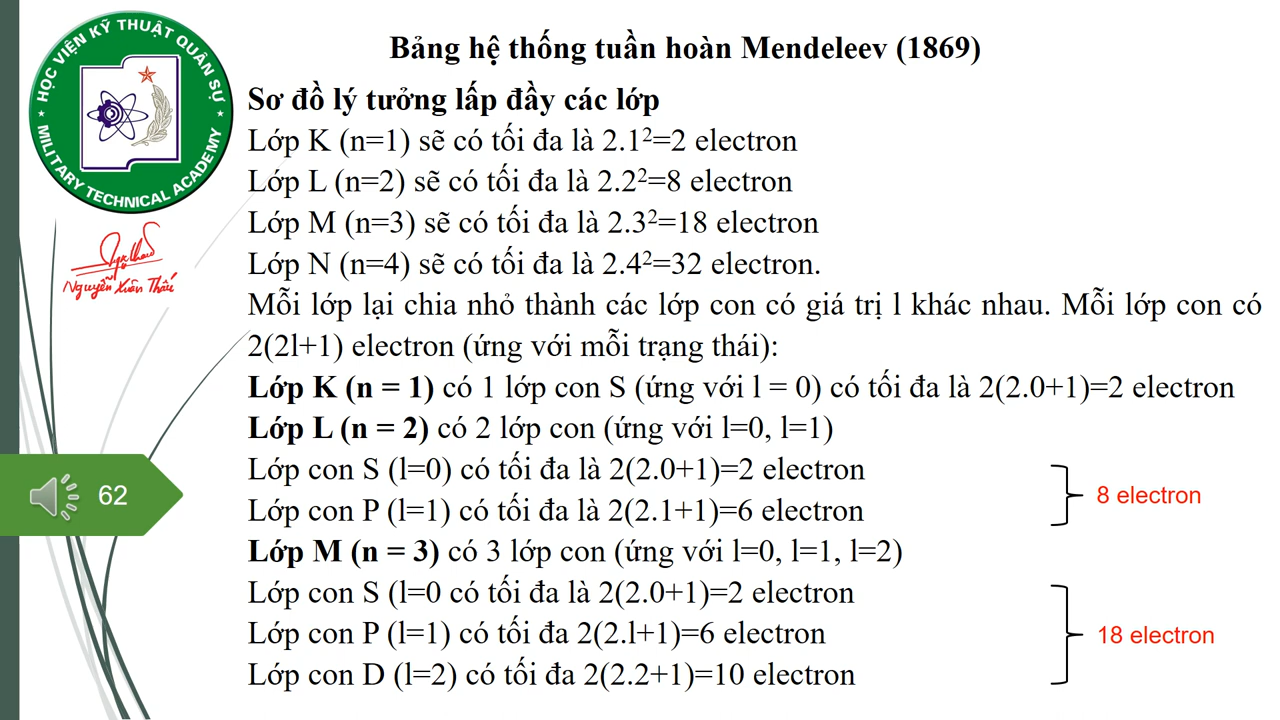 HỌC VIỆN KỸ THUẬT QUÂN SỰ
MILITARY TECHNICAL ACADEMY
Nguyễn Xuân Thấu
62
Bảng hệ thống tuần hoàn Mendeleev (1869)
Sơ đồ lý tưởng lấp đầy các lớp
Lớp K (n=1) sẽ có tối đa là 2.1²=2 electron
Lớp L (n=2) sẽ có tối đa là 2.2²=8 electron
Lớp M (n=3) sẽ có tối đa là 2.3²=18 electron
Lớp N (n=4) sẽ có tối đa là 2.4²=32 electron.
Mỗi lớp lại chia nhỏ thành các lớp con có giá trị l khác nhau. Mỗi lớp con có
2(2l+1) electron (ứng với mỗi trạng thái):
Lớp K (n = 1) có 1 lớp con S (ứng với l = 0) có tối đa là 2(2.0+1)=2 electron
Lớp L (n = 2) có 2 lớp con (ứng với l=0, l=1)
Lớp con S (l=0) có tối đa là 2(2.0+1)=2 electron
Lớp con P (l=1) có tối đa là 2(2.1+1)=6 electron
8 electron
Lớp M (n = 3) có 3 lớp con (ứng với l=0, l=1, l=2)
Lớp con S (l=0 có tối đa là 2(2.0+1)=2 electron
Lớp con P (l=1) có tối đa 2(2.l+1)=6 electron
Lớp con D (l=2) có tối đa 2(2.2+1)=10 electron
18 electron